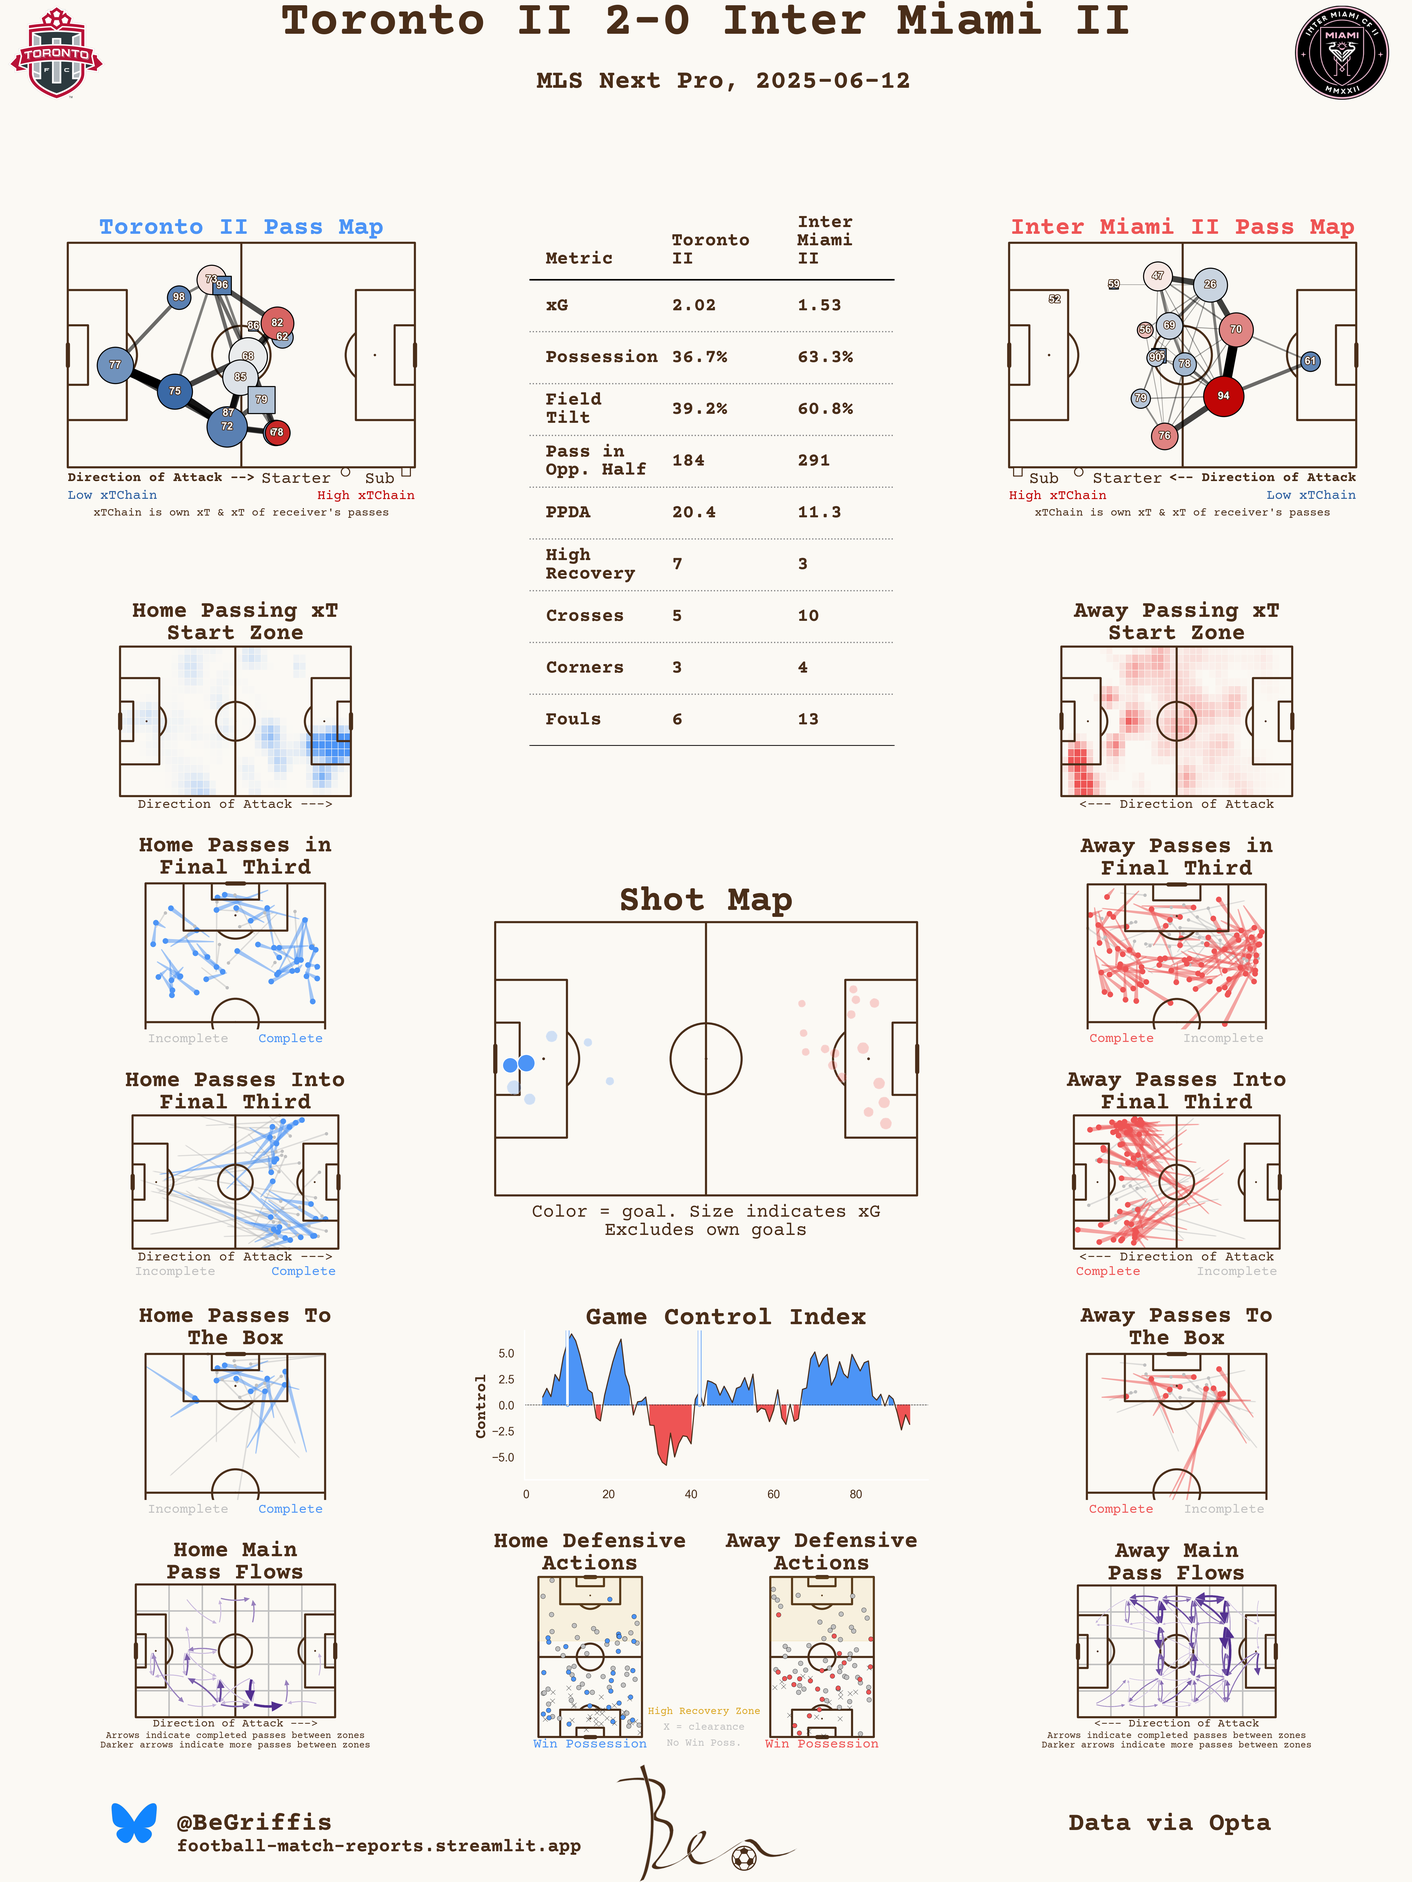 Toronto II 2-0 Inter Miami II
MLS Next Pro, 2025-06-12
TORONTO
F C
INTER MIAMI CF II
MIAMI
MMXXII
Toronto II Pass Map
73
96
98
86
82
62
77
68
85
75
79
87
72
78
Direction of Attack --> Starter Sub
Low xTChain High xTChain
xTChain is own xT & xT of receiver's passes
Metric Toronto II Inter Miami II
xG 2.02 1.53
Possession 36.7% 63.3%
Field Tilt 39.2% 60.8%
Pass in Opp. Half 184 291
PPDA 20.4 11.3
High Recovery 7 3
Crosses 5 10
Corners 3 4
Fouls 6 13
Inter Miami II Pass Map
47
59
26
52
56
69
70
90
78
61
79
94
76
Sub Starter <-- Direction of Attack
High xTChain Low xTChain
xTChain is own xT & xT of receiver's passes
Home Passing xT
Start Zone
Direction of Attack --->
Away Passing xT
Start Zone
<--- Direction of Attack
Home Passes in
Final Third
Incomplete Complete
Away Passes in
Final Third
Complete Incomplete
Shot Map
Color = goal. Size indicates xG
Excludes own goals
Home Passes Into
Final Third
Direction of Attack --->
Incomplete Complete
Away Passes Into
Final Third
<--- Direction of Attack
Complete Incomplete
Home Passes To
The Box
Incomplete Complete
Game Control Index
Control
5.0
2.5
0.0
−2.5
−5.0
0 20 40 60 80
Away Passes To
The Box
Complete Incomplete
Home Main
Pass Flows
Direction of Attack --->
Arrows indicate completed passes between zones
Darker arrows indicate more passes between zones
Home Defensive
Actions
Win Possession
High Recovery Zone
X = clearance
No Win Poss.
Away Defensive
Actions
Win Possession
Away Main
Pass Flows
<--- Direction of Attack
Arrows indicate completed passes between zones
Darker arrows indicate more passes between zones
@BeGriffis
football-match-reports.streamlit.app
Ben
Data via Opta